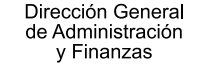 Dirección General
de Administración
y Finanzas